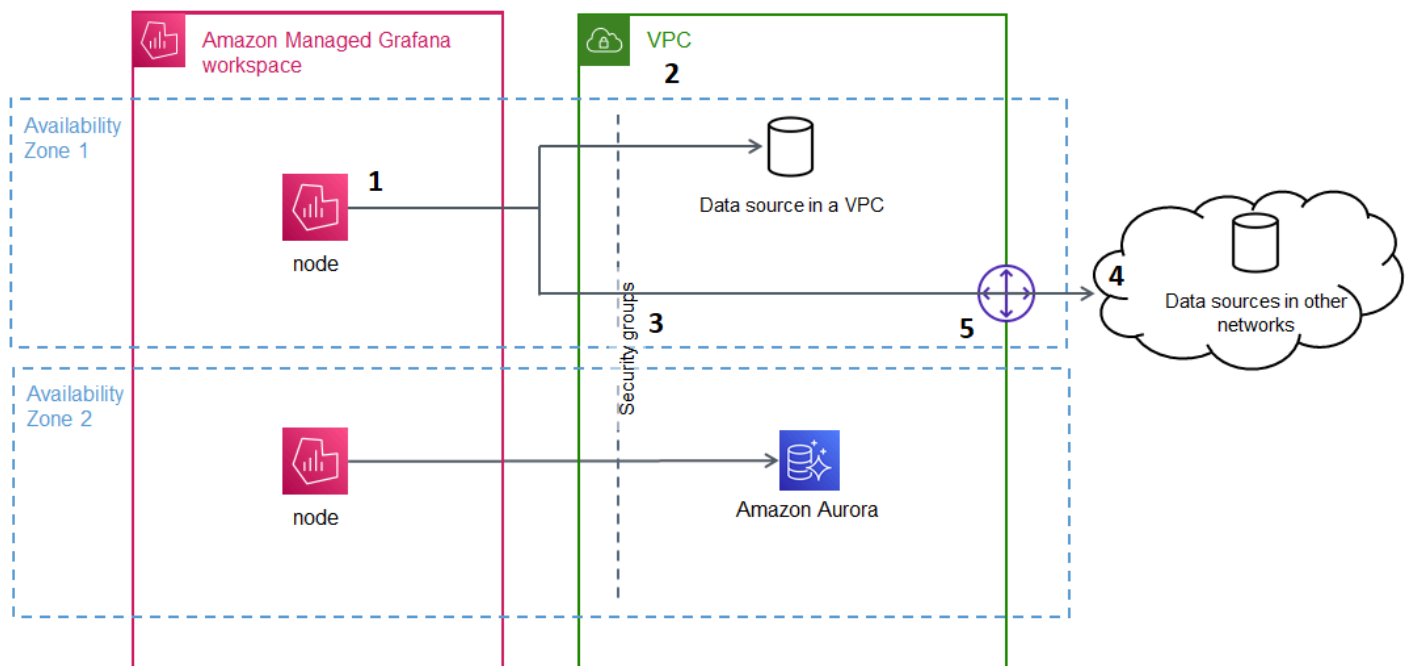 Amazon Managed Grafana
workspace
VPC
2
Availability
Zone 1
1
node
Data source in a VPC
Security groups
3
5
4
Data sources in other
networks
Availability
Zone 2
node
Amazon Aurora